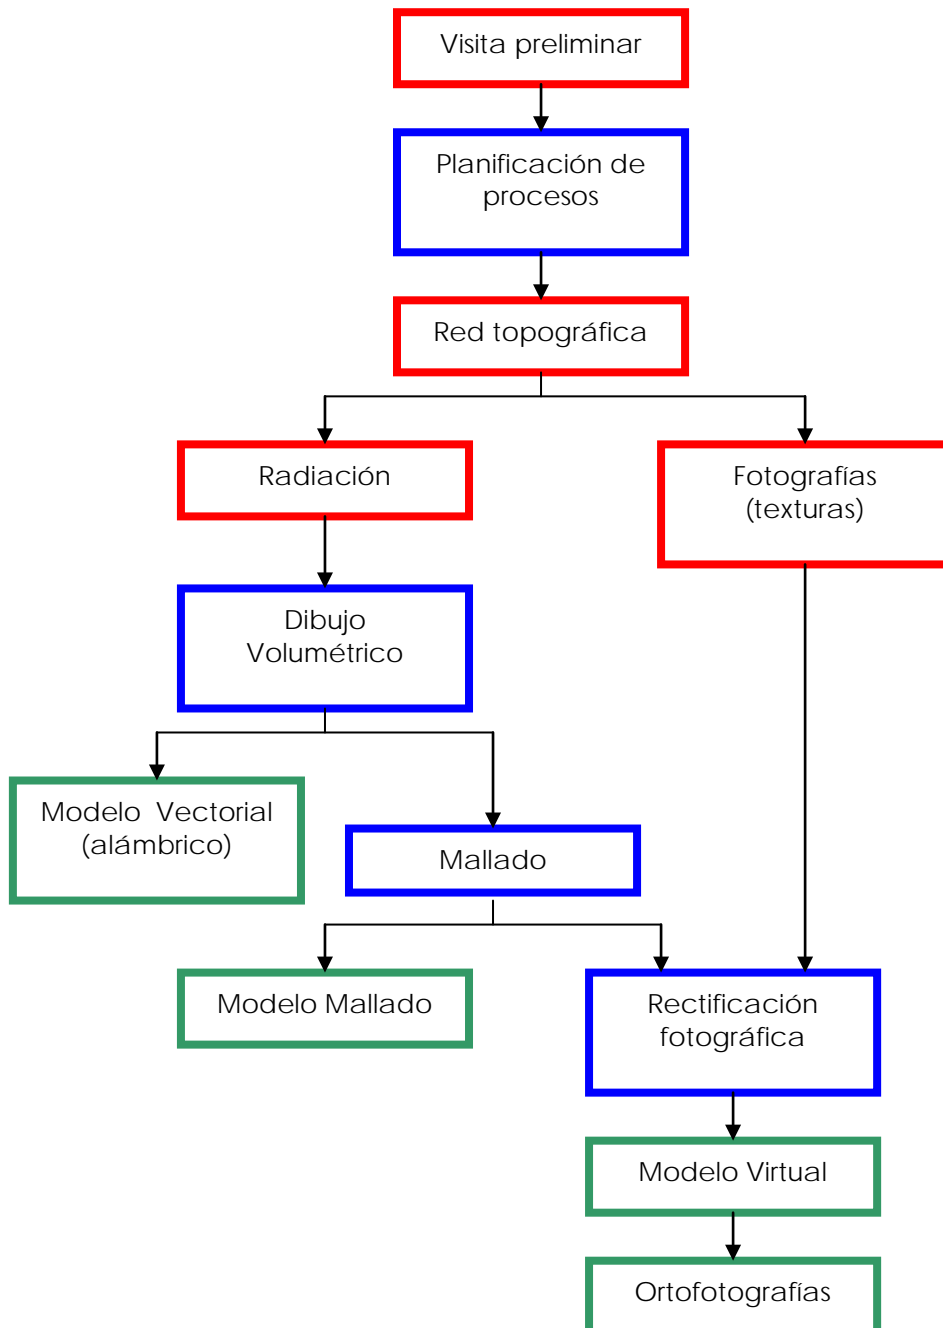 Visita preliminar
Planificación de
procesos
Red topográfica
Radiación
Fotografías
(texturas)
Dibujo
Volumétrico
Modelo Vectorial
(alámbrico)
Mallado
Modelo Mallado
Rectificación
fotográfica
Modelo Virtual
Ortofotografías